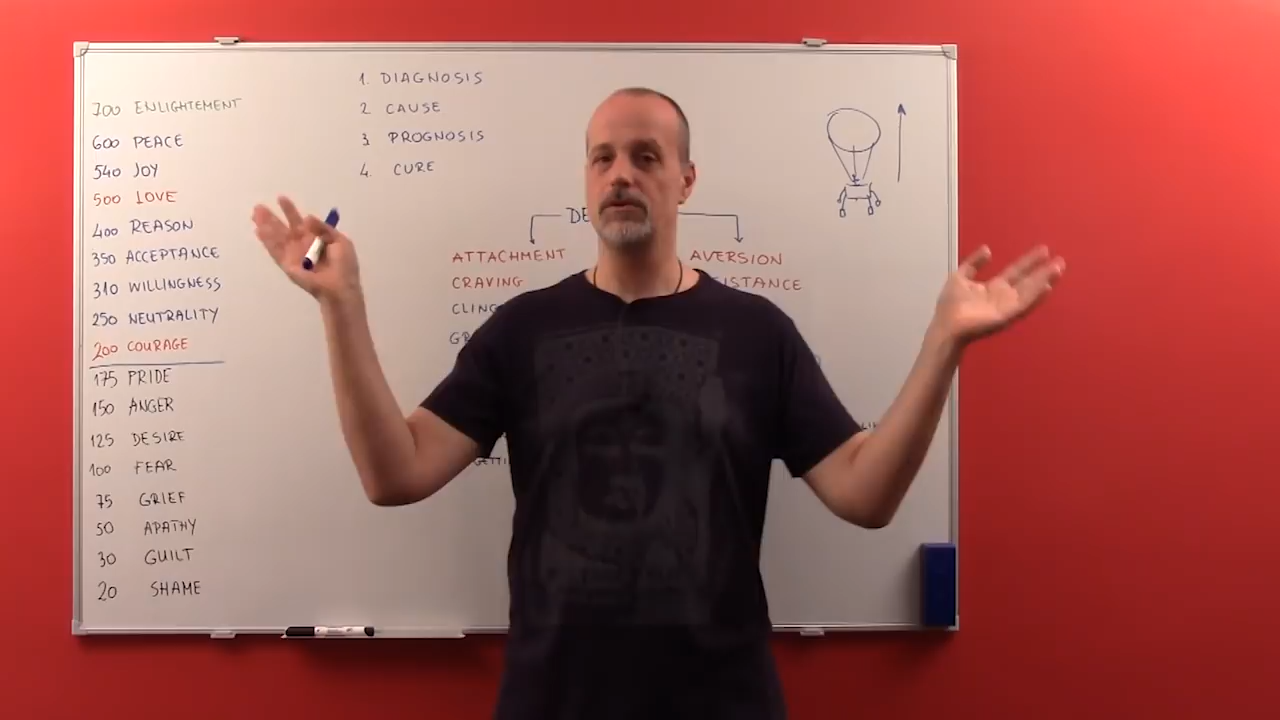 700 ENLIGHTEMENT
600 PEACE
540 JOY
500 LOVE
400 REASON
350 ACCEPTANCE
310 WILLINGNESS
250 NEUTRALITY
200 COURAGE
175 PRIDE
150 ANGER
125 DESIRE
100 FEAR
75 GRIEF
50 APATHY
30 GUILT
20 SHAME
1. DIAGNOSIS
2 CAUSE
3 PROGNOSIS
4. CURE
ATTACHMENT
CRAVING
AVERSION